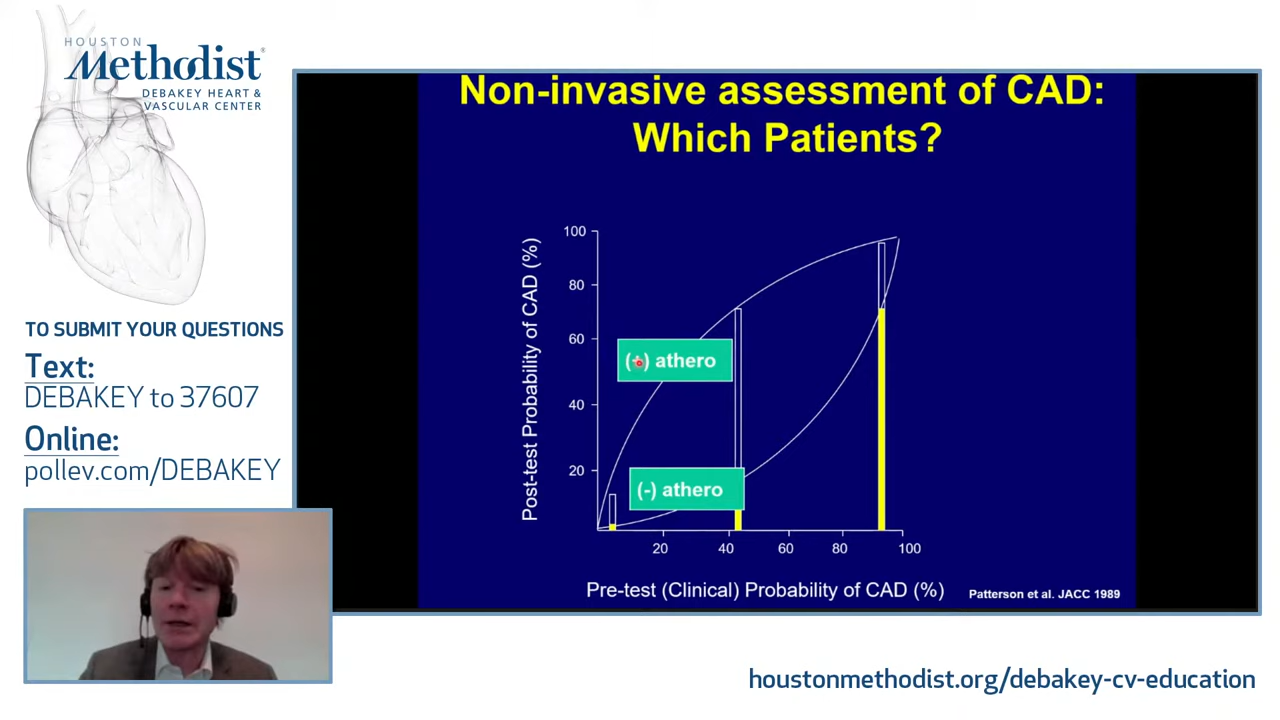 HOUSTON
Methodist®
DEBAKEY HEART &
VASCULAR CENTER
TO SUBMIT YOUR QUESTIONS
Text:
DEBAKEY to 37607
Online:
pollev.com/DEBAKEY
Non-invasive assessment of CAD:
Which Patients?
Post-test Probability of CAD (%)
100
80
60
40
20
(+) athero
(-) athero
20 40 60 80 100
Pre-test (Clinical) Probability of CAD (%)
Patterson et al. JACC 1989
houstonmethodist.org/debakey-cv-education